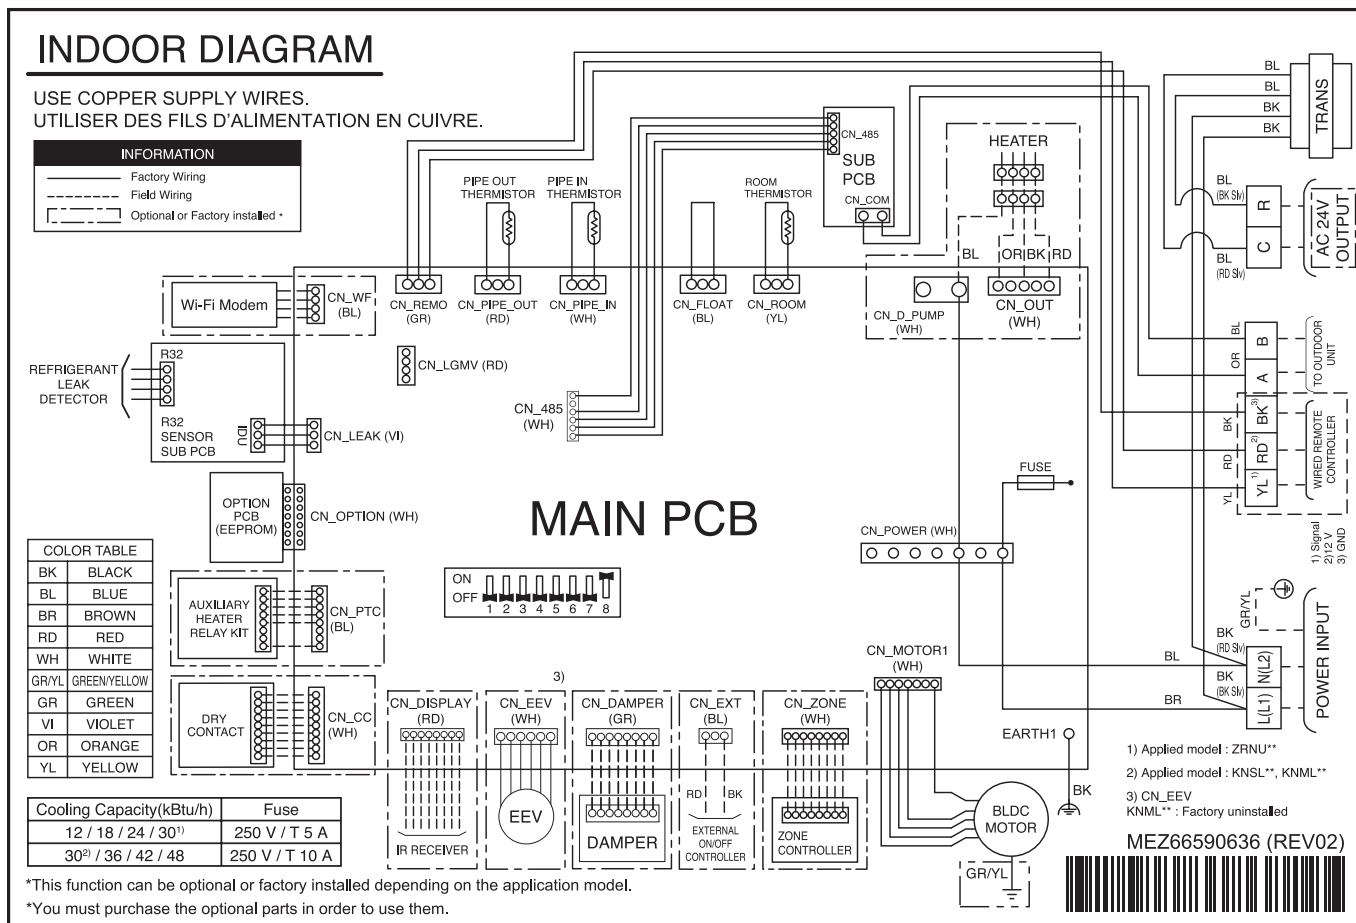 INDOOR DIAGRAM
USE COPPER SUPPLY WIRES.
UTILISER DES FILS D'ALIMENTATION EN CUIVRE.
INFORMATION
Factory Wiring
Field Wiring
Optional or Factory installed *
PIPE OUT
THERMISTOR
PIPE IN
THERMISTOR
ROOM
THERMISTOR
CN_485
SUB
PCB
CN_COM
HEATER
BL
OR
BK
RD
CN_REMO
(GR)
CN_PIPE_OUT
(RD)
CN_PIPE_IN
(WH)
CN_FLOAT
(BL)
CN_ROOM
(YL)
CN_D_PUMP
(WH)
CN_OUT
(WH)
BL
BL
BK
BK
TRANS
BL
(BK Slv)
R
C
BL
(RD Slv)
AC 24V
OUTPUT
Wi-Fi Modem
CN_WF
(BL)
CN_LGMV (RD)
CN_485
(WH)
REFRIGERANT
LEAK
DETECTOR
R32
R32
SENSOR
SUB PCB
IDU
CN_LEAK (VI)
OPTION
PCB
(EEPROM)
CN_OPTION (WH)
MAIN PCB
FUSE
CN_POWER (WH)
BL
B
OR
A
TO OUTDOOR
UNIT
BK
BK3)
RD
RD2)
YL
YL1)
WIRED REMOTE
CONTROLLER
1) Signal
2)12 V
3) GND
COLOR TABLE
BK BLACK
BL BLUE
BR BROWN
RD RED
WH WHITE
GR/YL GREEN/YELLOW
GR GREEN
VI VIOLET
OR ORANGE
YL YELLOW
AUXILIARY
HEATER
RELAY KIT
CN_PTC
(BL)
ON
OFF
1 2 3 4 5 6 7 8
DRY
CONTACT
CN_CC
(WH)
3)
CN_DISPLAY
(RD)
IR RECEIVER
CN_EEV
(WH)
EEV
CN_DAMPER
(GR)
DAMPER
CN_EXT
(BL)
RD
BK
EXTERNAL
ON/OFF
CONTROLLER
CN_ZONE
(WH)
ZONE
CONTROLLER
CN_MOTOR1
(WH)
BLDC
MOTOR
GR/YL
EARTH1
BK
GR/YL
BK
(RD Slv)
BL
N(L2)
BK
(BK Slv)
BR
L(L1)
POWER INPUT
Cooling Capacity(kBtu/h) Fuse
12 / 18 / 24 / 301) 250 V / T 5 A
302) / 36 / 42 / 48 250 V / T 10 A
1) Applied model : ZRNU**
2) Applied model : KNSL**, KNML**
3) CN_EEV
KNML** : Factory uninstalled
MEZ66590636 (REV02)
*This function can be optional or factory installed depending on the application model.
*You must purchase the optional parts in order to use them.